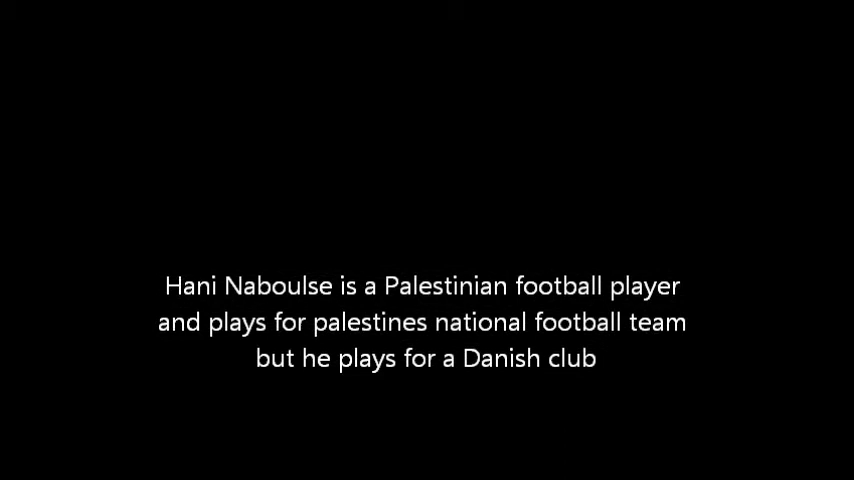 Hani Naboulse is a Palestinian football player
and plays for palestines national football team
but he plays for a Danish club